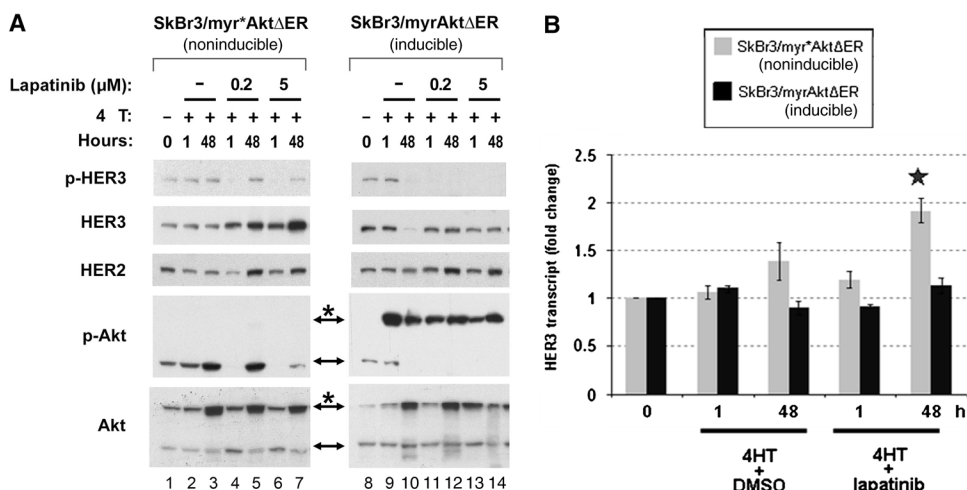 A
SkBr3/myr*AktΔER
(noninducible)
SkBr3/myrAktΔER
(inducible)
Lapatinib (µM): – 0.2 5 – 0.2 5
4 T: – + + + + + + – + + + + + +
Hours: 0 1 48 1 48 1 48 0 1 48 1 48 1 48
p-HER3
HER3
HER2
p-Akt
*
Akt
*
1 2 3 4 5 6 7 8 9 10 11 12 13 14
B
SkBr3/myr*AktΔER
(noninducible)
SkBr3/myrAktΔER
(inducible)
HER3 transcript (fold change)
2.5
2
1.5
1
0.5
0
0 1 48 1 48 h
4HT
+
DMSO
4HT
+
lapatinib